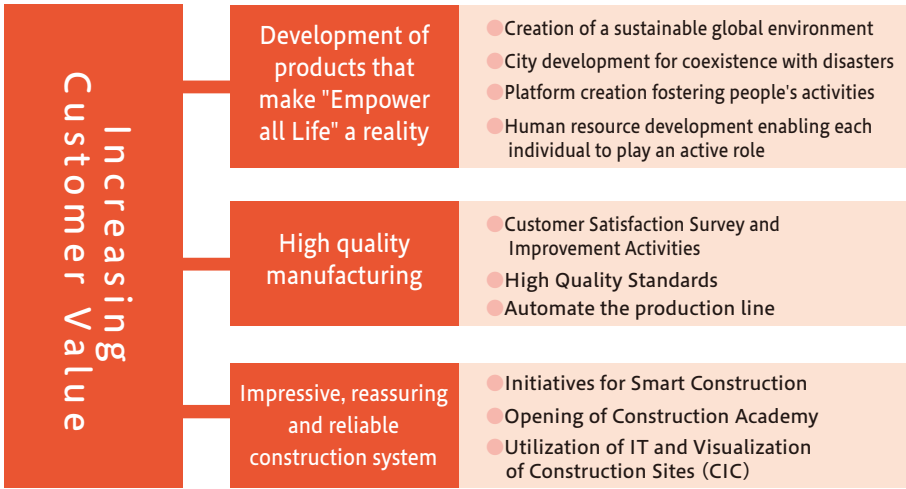 Increasing
Customer Value
Development of
products that
make "Empower
all Life" a reality
Creation of a sustainable global environment
City development for coexistence with disasters
Platform creation fostering people's activities
Human resource development enabling each
individual to play an active role
High quality
manufacturing
Customer Satisfaction Survey and
Improvement Activities
High Quality Standards
Automate the production line
Impressive, reassuring
and reliable
construction system
Initiatives for Smart Construction
Opening of Construction Academy
Utilization of IT and Visualization
of Construction Sites (CIC)